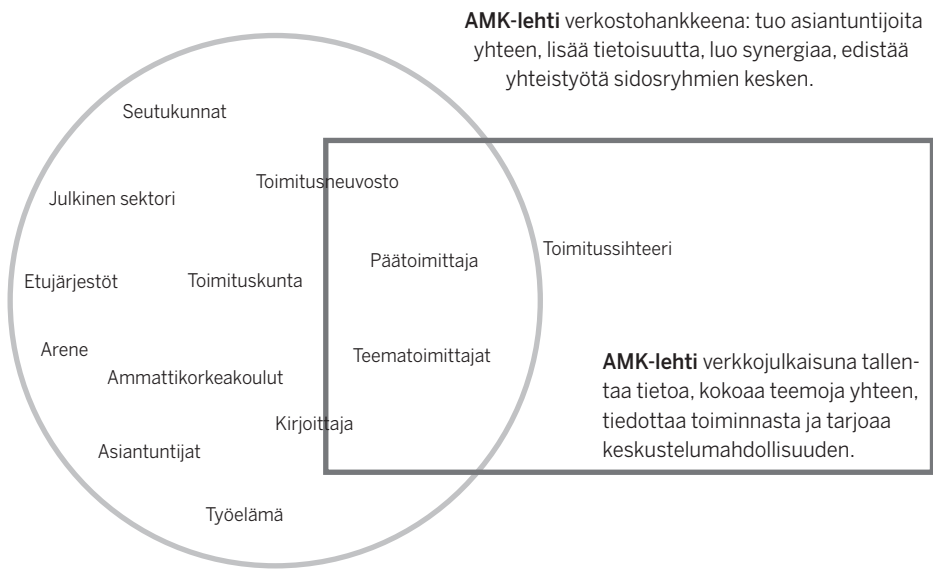 AMK-lehti verkostohankkeena: tuo asiantuntijoita
yhteen, lisää tietoisuutta, luo synergiaa, edistää
yhteistyötä sidosryhmien kesken.
Seutukunnat
Toimitusneuvosto
Julkinen sektori
Toimitussihteeri
Päätoimittaja
Etujärjestöt
Toimituskunta
Arene
Teematoimittajat
Ammattikorkeakoulut
AMK-lehti verkkojulkaisuna tallen-
taa tietoa, kokoaa teemoja yhteen,
tiedottaa toiminnasta ja tarjoaa
keskustelumahdollisuuden.
Kirjoittaja
Asiantuntijat
Työelämä